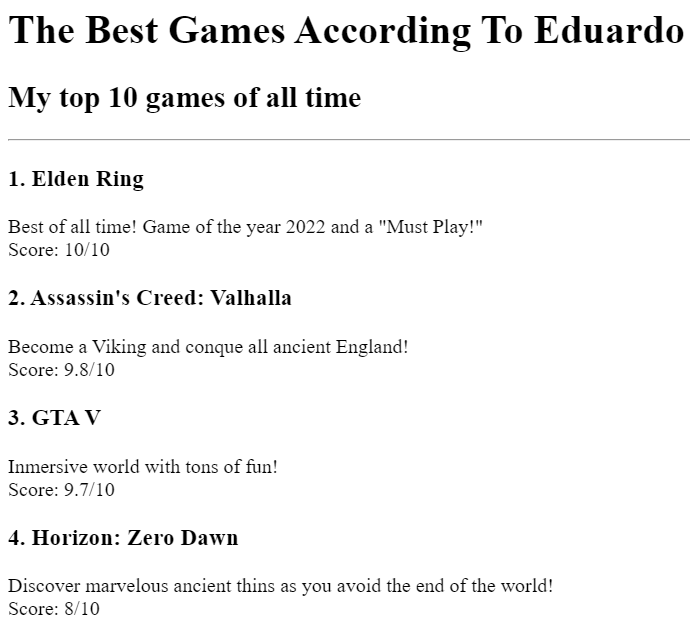 The Best Games According To Eduardo
My top 10 games of all time
1. Elden Ring
Best of all time! Game of the year 2022 and a "Must Play!"
Score: 10/10
2. Assassin's Creed: Valhalla
Become a Viking and conque all ancient England!
Score: 9.8/10
3. GTA V
Inmersive world with tons of fun!
Score: 9.7/10
4. Horizon: Zero Dawn
Discover marvelous ancient thins as you avoid the end of the world!
Score: 8/10